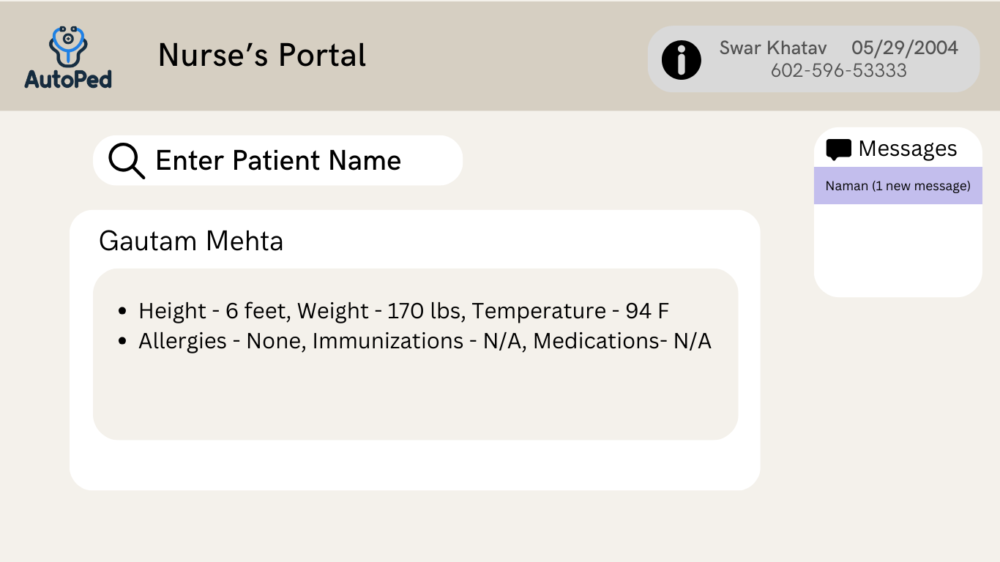 AutoPed
Nurse’s Portal
Swar Khatav 05/29/2004
602-596-53333
Enter Patient Name
Messages
Naman (1 new message)
Gautam Mehta
• Height - 6 feet, Weight - 170 lbs, Temperature - 94 F
• Allergies - None, Immunizations - N/A, Medications- N/A